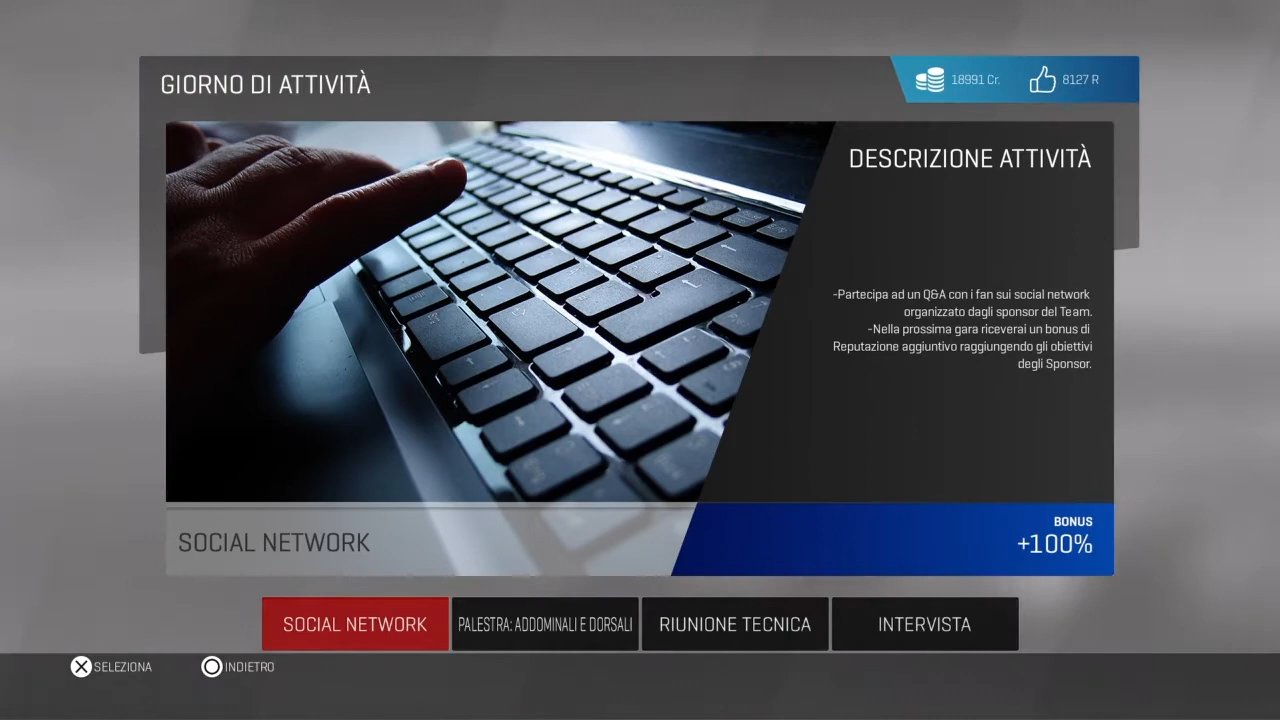 GIORNO DI ATTIVITÀ
18991 Cr.
8127 R
DESCRIZIONE ATTIVITÀ
-Partecipa ad un Q&A con i fan sui social network
organizzato dagli sponsor del Team.
-Nella prossima gara riceverai un bonus di
Reputazione aggiuntivo raggiungendo gli obiettivi
degli Sponsor.
SOCIAL NETWORK
BONUS
+100%
SOCIAL NETWORK
PALESTRA: ADDOMINALI E DORSALI
RIUNIONE TECNICA
INTERVISTA
SELEZIONA
INDIETRO